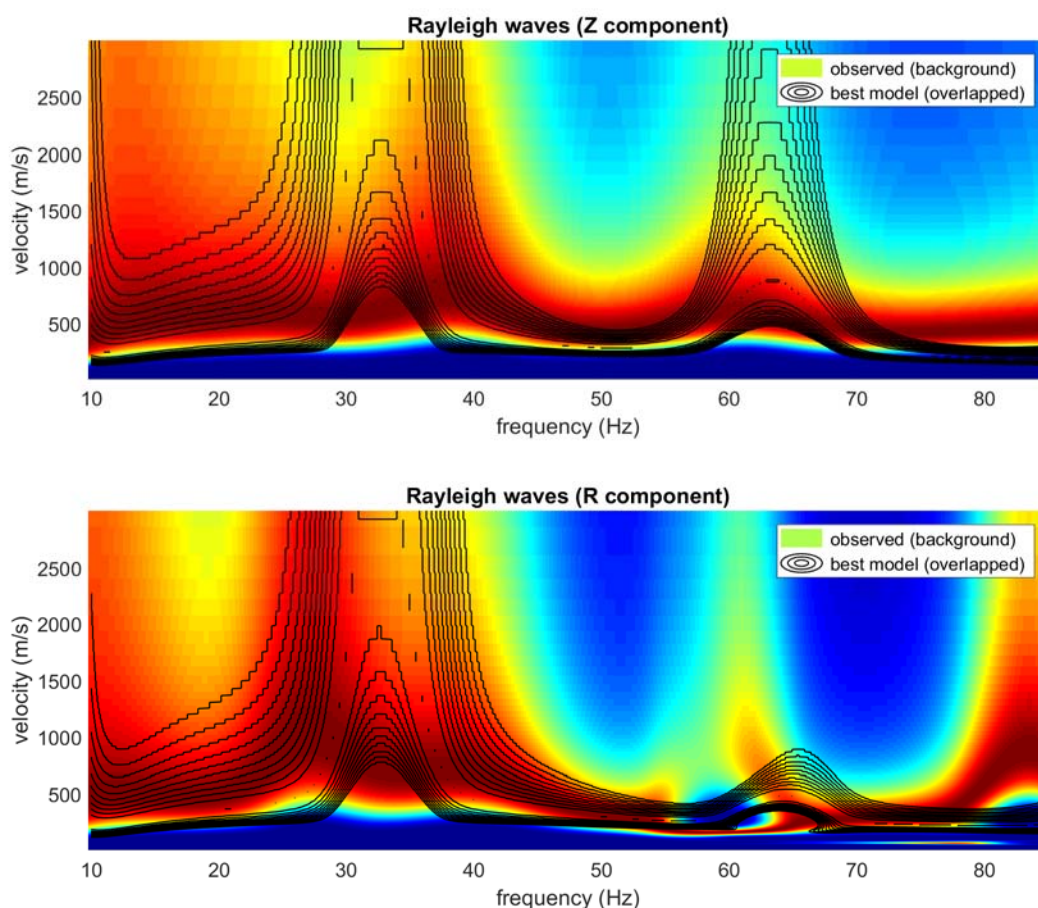 Rayleigh waves (Z component)
observed (background)
best model (overlapped)
velocity (m/s)
2500
2000
1500
1000
500
10 20 30 40 50 60 70 80
frequency (Hz)
Rayleigh waves (R component)
observed (background)
best model (overlapped)
velocity (m/s)
2500
2000
1500
1000
500
10 20 30 40 50 60 70 80
frequency (Hz)